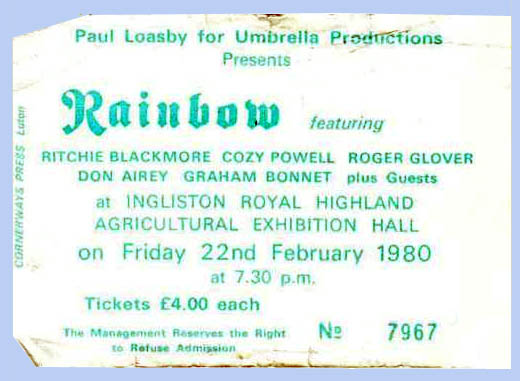 Paul Loasby for Umbrella Productions
Presents
Rainbow featuring
RITCHIE BLACKMORE COZY POWELL ROGER GLOVER
DON AIREY GRAHAM BONNET plus Guests
at INGLISTON ROYAL HIGHLAND
AGRICULTURAL EXHIBITION HALL
on Friday 22nd February 1980
at 7.30 p.m.
Tickets £4.00 each
The Management Reserves the Right
to Refuse Admission
No 7967
CORNERWAYS PRESS Luton